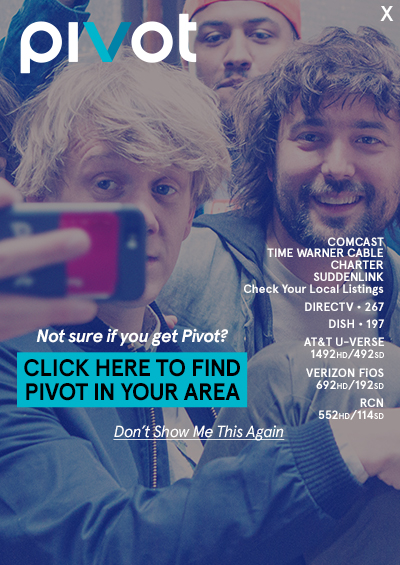 X
pivot
COMCAST
TIME WARNER CABLE
CHARTER
SUDDENLINK
Check Your Local Listings
DIRECTV • 267
DISH • 197
AT&T U-VERSE
1492HD/492SD
VERIZON FiOS
692HD/192SD
RCN
552HD/114SD
Not sure if you get Pivot?
CLICK HERE TO FIND
PIVOT IN YOUR AREA
Don't Show Me This Again